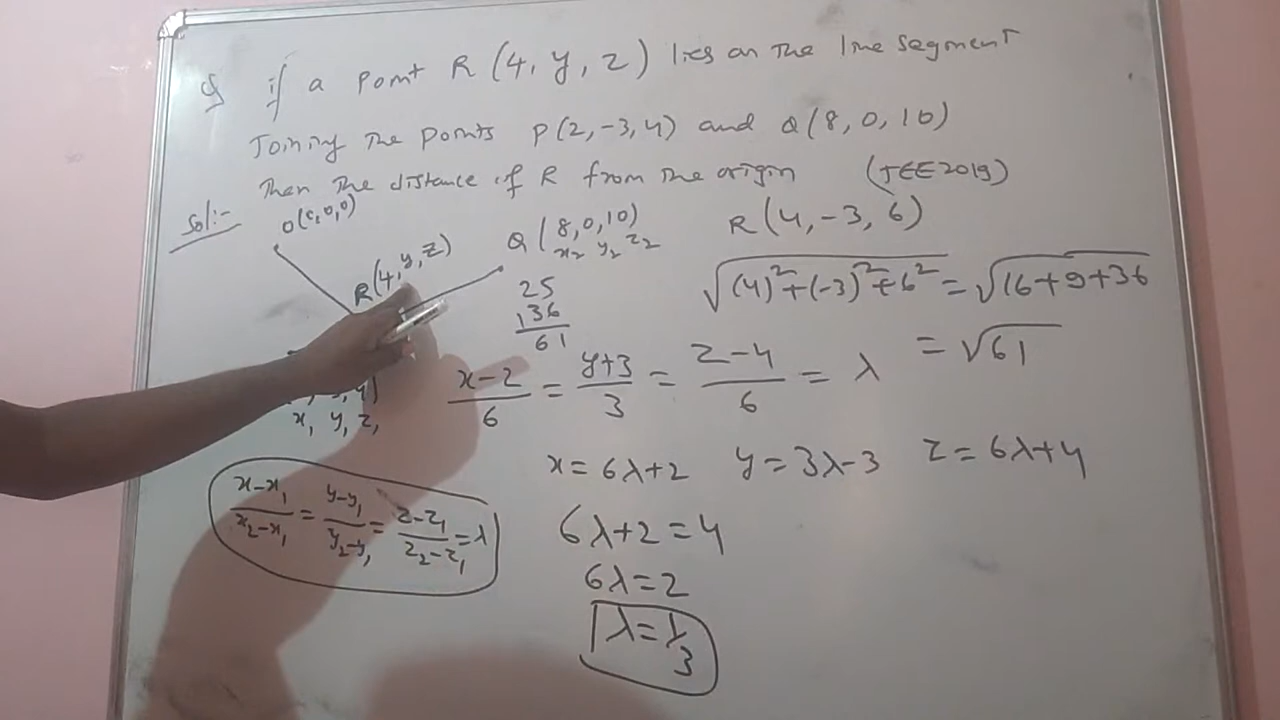 Q if a point R (4, y, z) lies on the line segment
Joining the points P(2, -3, 4) and Q(8, 0, 10)
Then the distance of R from the origin (JEE 2019)
Sol:- O(0,0,0)
R(4, y, z)
Q (8, 0, 10)
x₂ y₂ z₂
25
136
61
x₁ y₁ z₁
R (4, -3, 6)
√(4)²+(-3)²+6² = √16+9+36
= √61
x-2/6 = y+3/3 = z-4/6 = λ
x = 6λ+2 y = 3λ-3 z = 6λ+4
x-x₁/x₂-x₁ = y-y₁/y₂-y₁ = z-z₁/z₂-z₁ = λ
6λ+2 = 4
6λ = 2
λ = 1/3